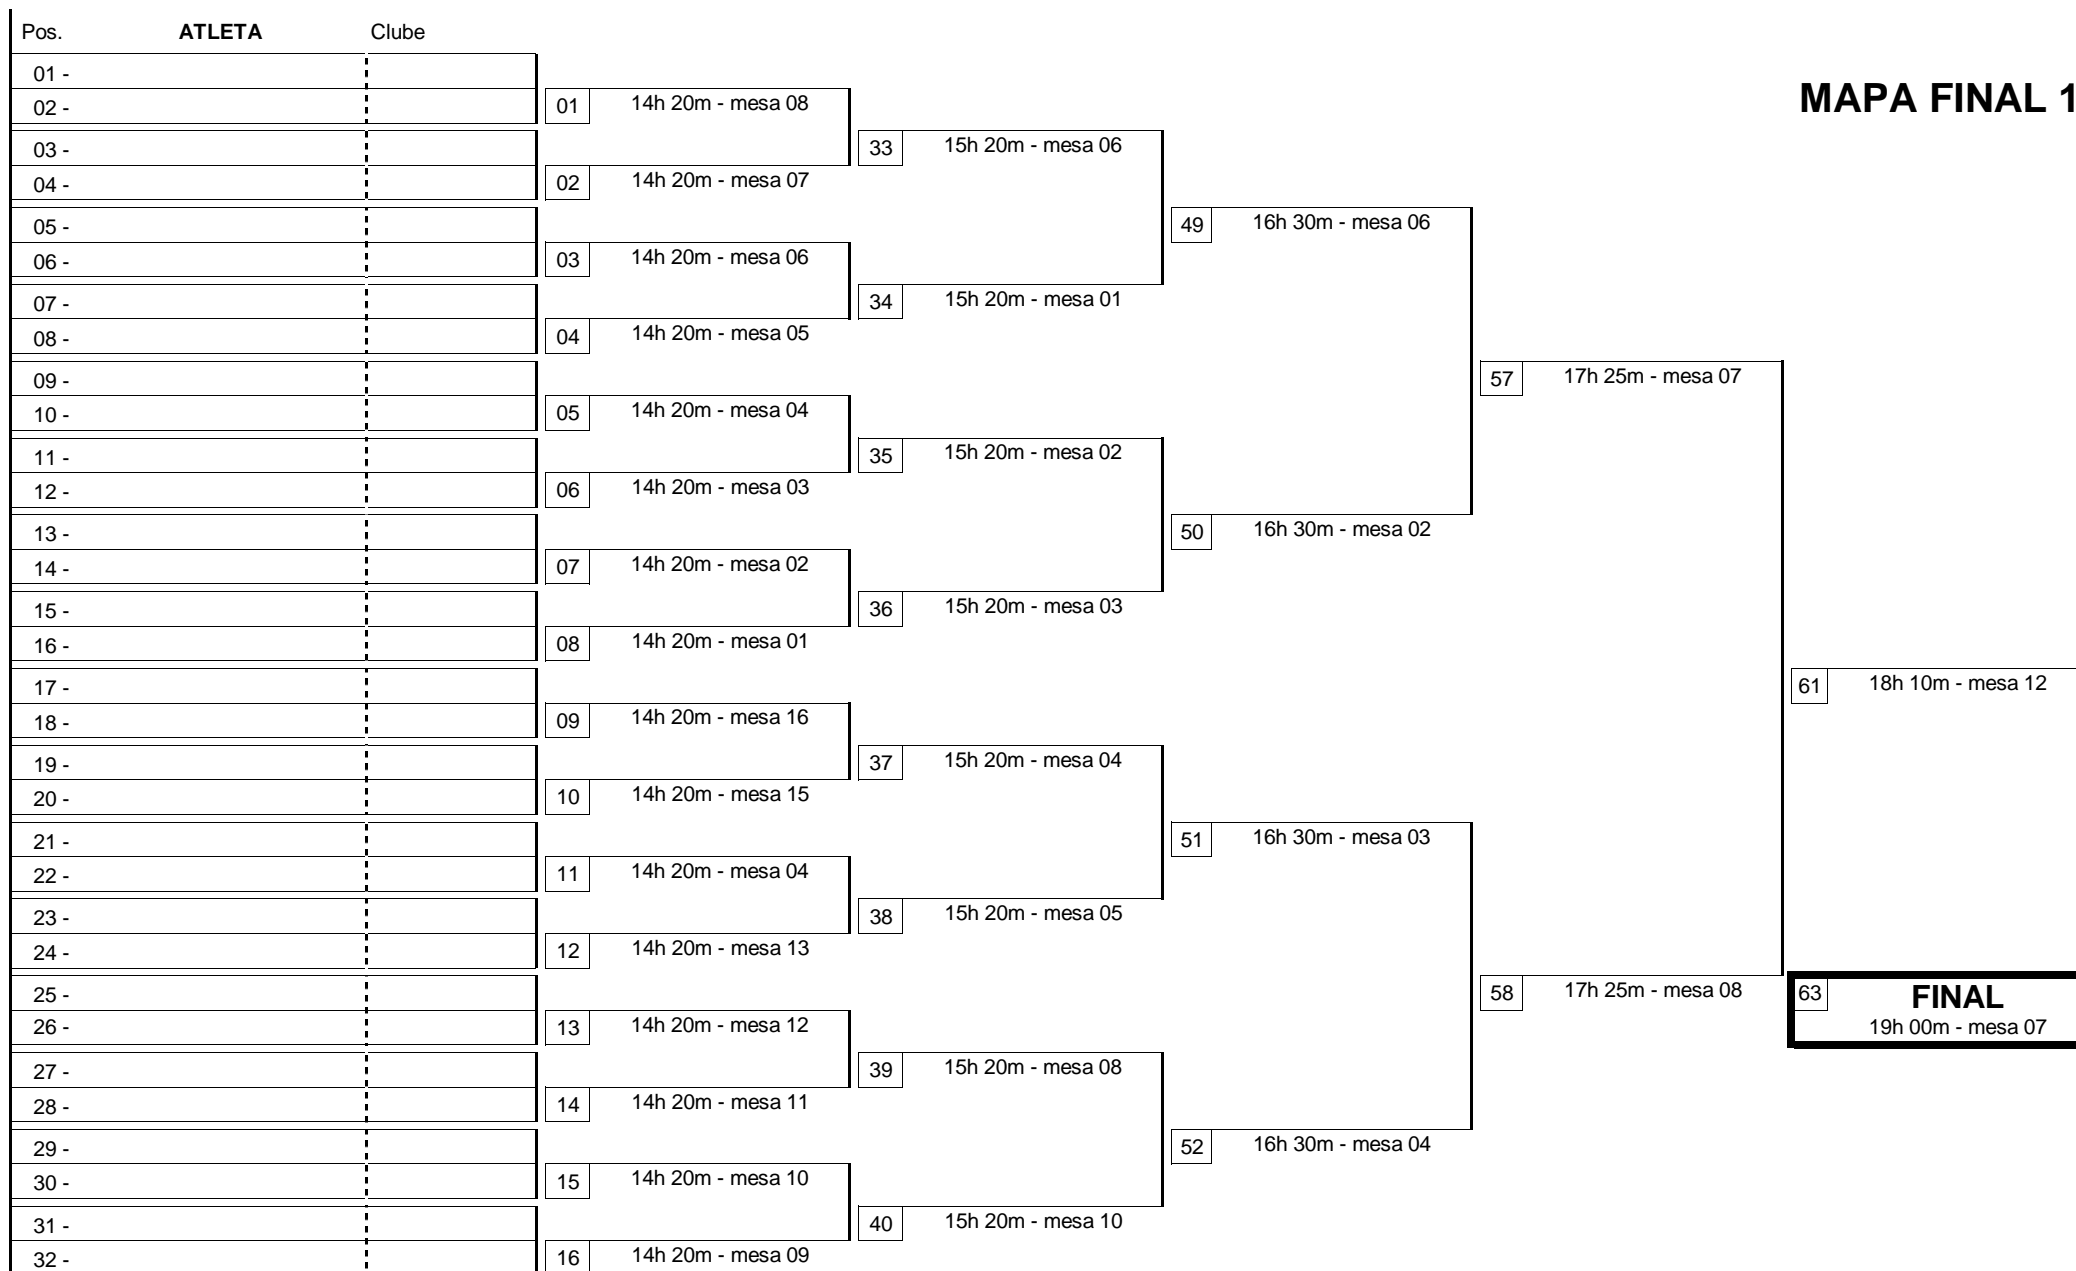 Pos. ATLETA Clube
MAPA FINAL 1
01 -
02 -
01 14h 20m - mesa 08
03 -
33 15h 20m - mesa 06
04 -
02 14h 20m - mesa 07
05 -
49 16h 30m - mesa 06
06 -
03 14h 20m - mesa 06
07 -
34 15h 20m - mesa 01
08 -
04 14h 20m - mesa 05
09 -
57 17h 25m - mesa 07
10 -
05 14h 20m - mesa 04
11 -
35 15h 20m - mesa 02
12 -
06 14h 20m - mesa 03
13 -
50 16h 30m - mesa 02
14 -
07 14h 20m - mesa 02
15 -
36 15h 20m - mesa 03
16 -
08 14h 20m - mesa 01
17 -
61 18h 10m - mesa 12
18 -
09 14h 20m - mesa 16
19 -
37 15h 20m - mesa 04
20 -
10 14h 20m - mesa 15
21 -
51 16h 30m - mesa 03
22 -
11 14h 20m - mesa 04
23 -
38 15h 20m - mesa 05
24 -
12 14h 20m - mesa 13
25 -
58 17h 25m - mesa 08
63 FINAL
19h 00m - mesa 07
26 -
13 14h 20m - mesa 12
27 -
39 15h 20m - mesa 08
28 -
14 14h 20m - mesa 11
29 -
52 16h 30m - mesa 04
30 -
15 14h 20m - mesa 10
31 -
40 15h 20m - mesa 10
32 -
16 14h 20m - mesa 09